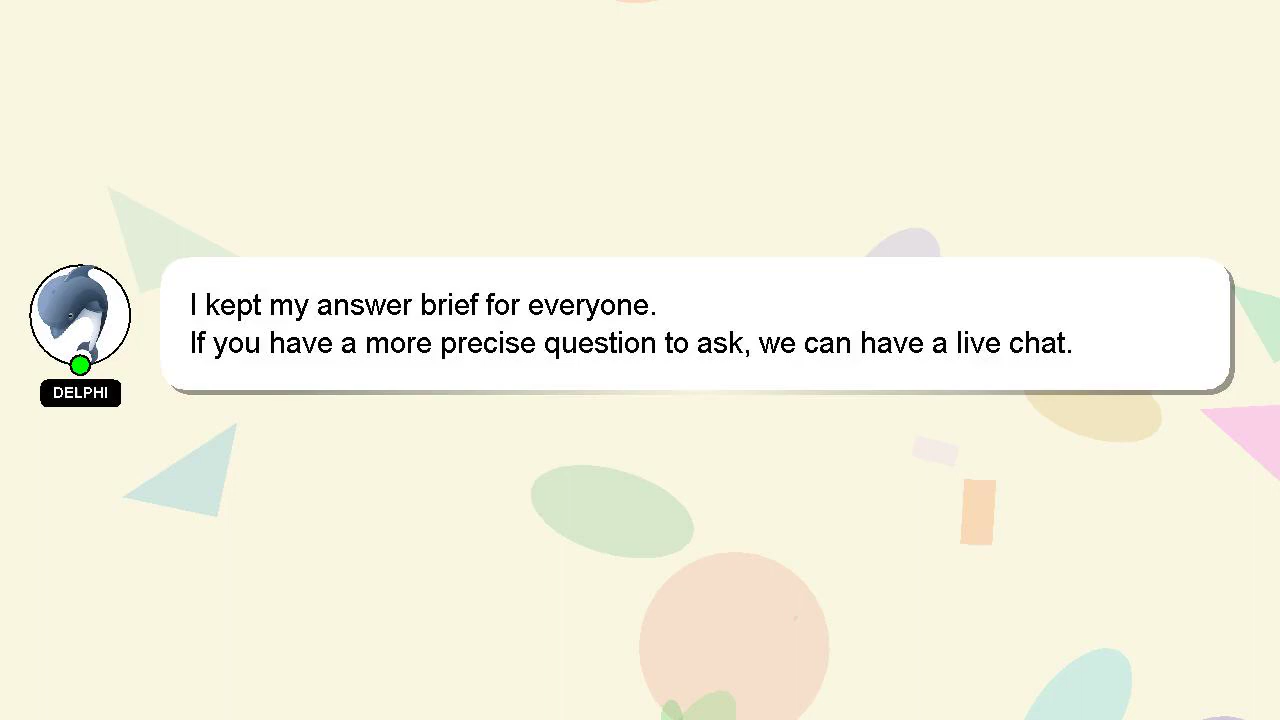 I kept my answer brief for everyone.
If you have a more precise question to ask, we can have a live chat.
DELPHI